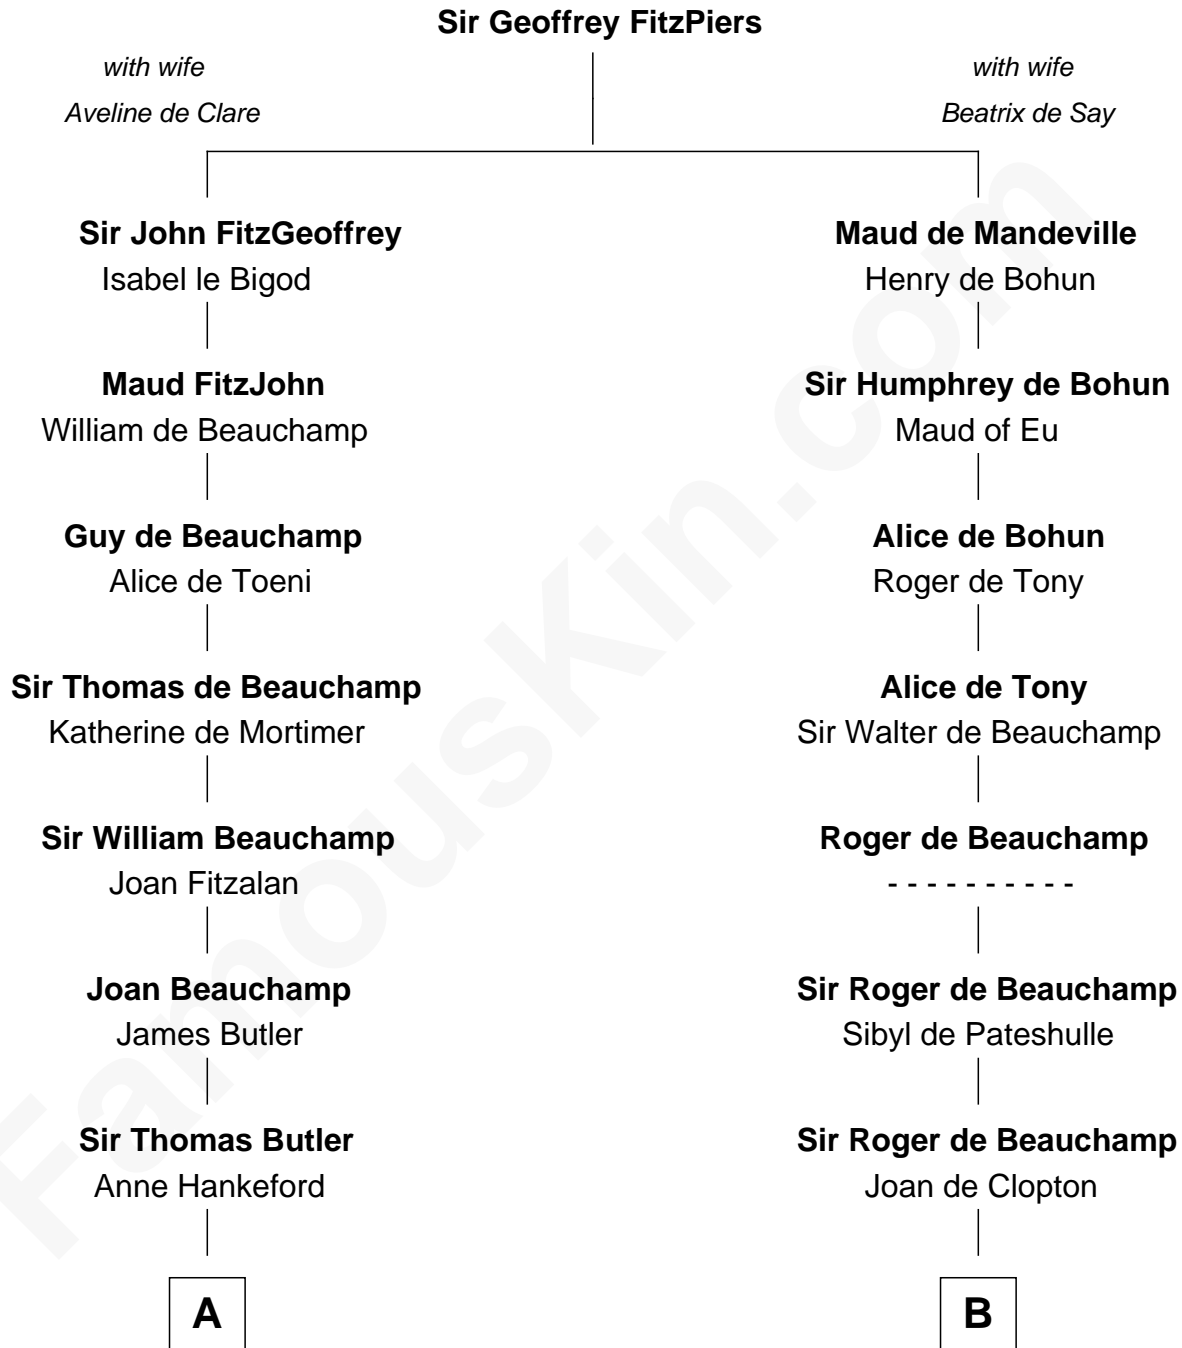 Sir Geoffrey FitzPiers
with wife
Aveline de Clare
with wife
Beatrix de Say
Sir John FitzGeoffrey
Isabel le Bigod
Maud de Mandeville
Henry de Bohun
Maud FitzJohn
William de Beauchamp
Sir Humphrey de Bohun
Maud of Eu
Guy de Beauchamp
Alice de Toeni
Alice de Bohun
Roger de Tony
Sir Thomas de Beauchamp
Katherine de Mortimer
Alice de Tony
Sir Walter de Beauchamp
Sir William Beauchamp
Joan Fitzalan
Roger de Beauchamp
- - - - - - - - - -
Joan Beauchamp
James Butler
Sir Roger de Beauchamp
Sibyl de Pateshulle
Sir Thomas Butler
Anne Hankeford
Sir Roger de Beauchamp
Joan de Clopton
A
B
FamousKin.com